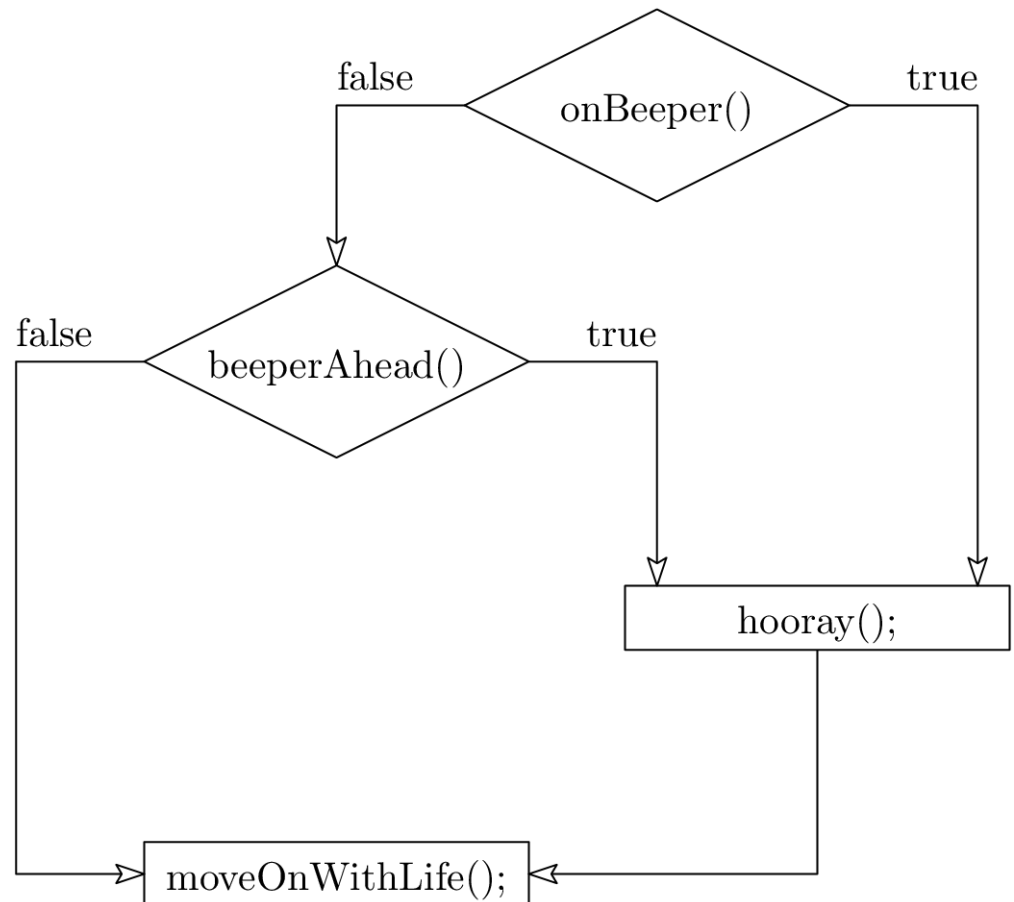 false
true
onBeeper()
false
true
beeperAhead()
hooray();
moveOnWithLife();